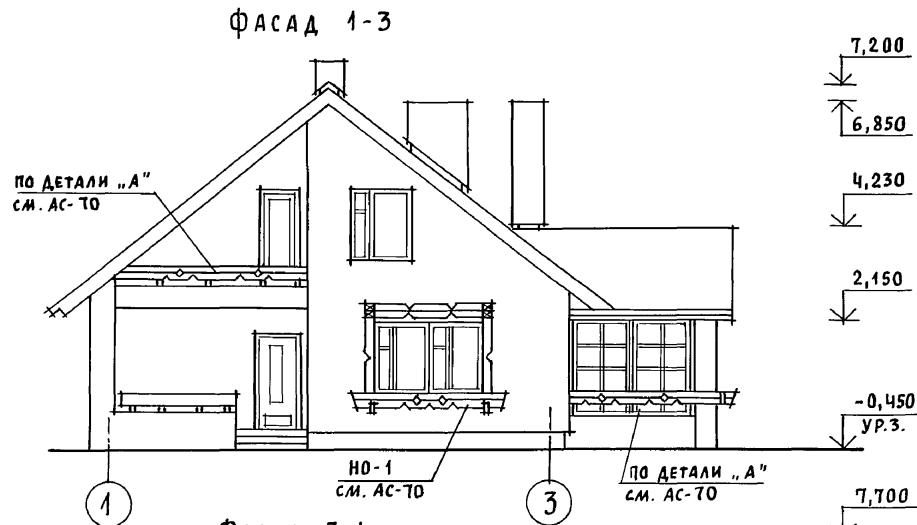 ФАСАД 1-3
7,200
6,850
ПО ДЕТАЛИ „А"
СМ. АС-70
4,230
2,150
-0,450
УР.З.
НО-1
СМ. АС-70
ПО ДЕТАЛИ „А"
СМ. АС-70
1
3
7,700